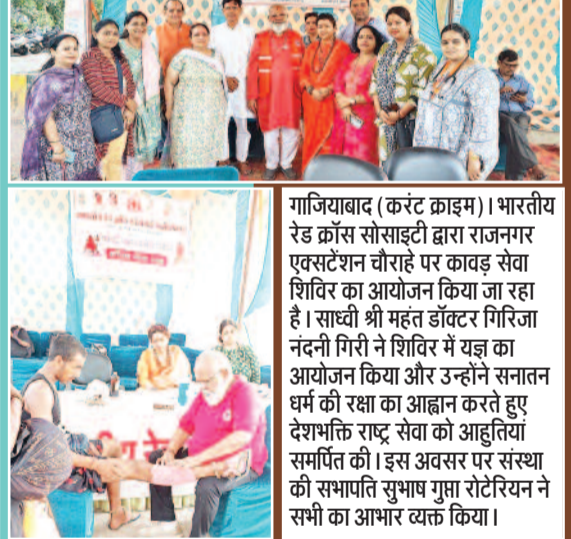 गाजियाबाद (करंट क्राइम)। भारतीय
रेड क्रॉस सोसाइटी द्वारा राजनगर
एक्सटेंशन चौराहे पर कावड़ सेवा
शिविर का आयोजन किया जा रहा
है। साध्वी श्री महंत डॉक्टर गिरिजा
नंदनी गिरी ने शिविर में यज्ञ का
आयोजन किया और उन्होंने सनातन
धर्म की रक्षा का आह्वान करते हुए
देशभक्ति राष्ट्र सेवा को आहुतियां
समर्पित की। इस अवसर पर संस्था
की सभापति सुभाष गुप्ता रोटेरियन ने
सभी का आभार व्यक्त किया।